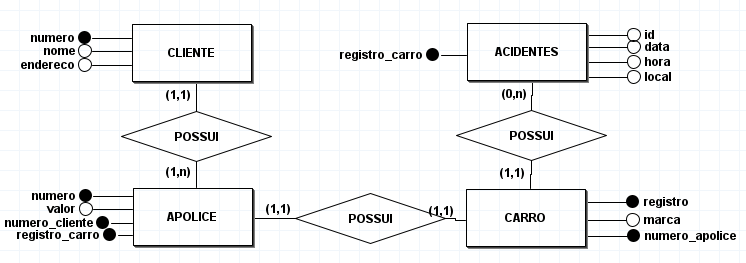 numero
nome
endereco
CLIENTE
registro_carro
ACIDENTES
id
data
hora
local
(1,1)
(0,n)
POSSUI
POSSUI
(1,n)
(1,1)
numero
valor
numero_cliente
registro_carro
APOLICE
(1,1)
POSSUI
(1,1)
CARRO
registro
marca
numero_apolice